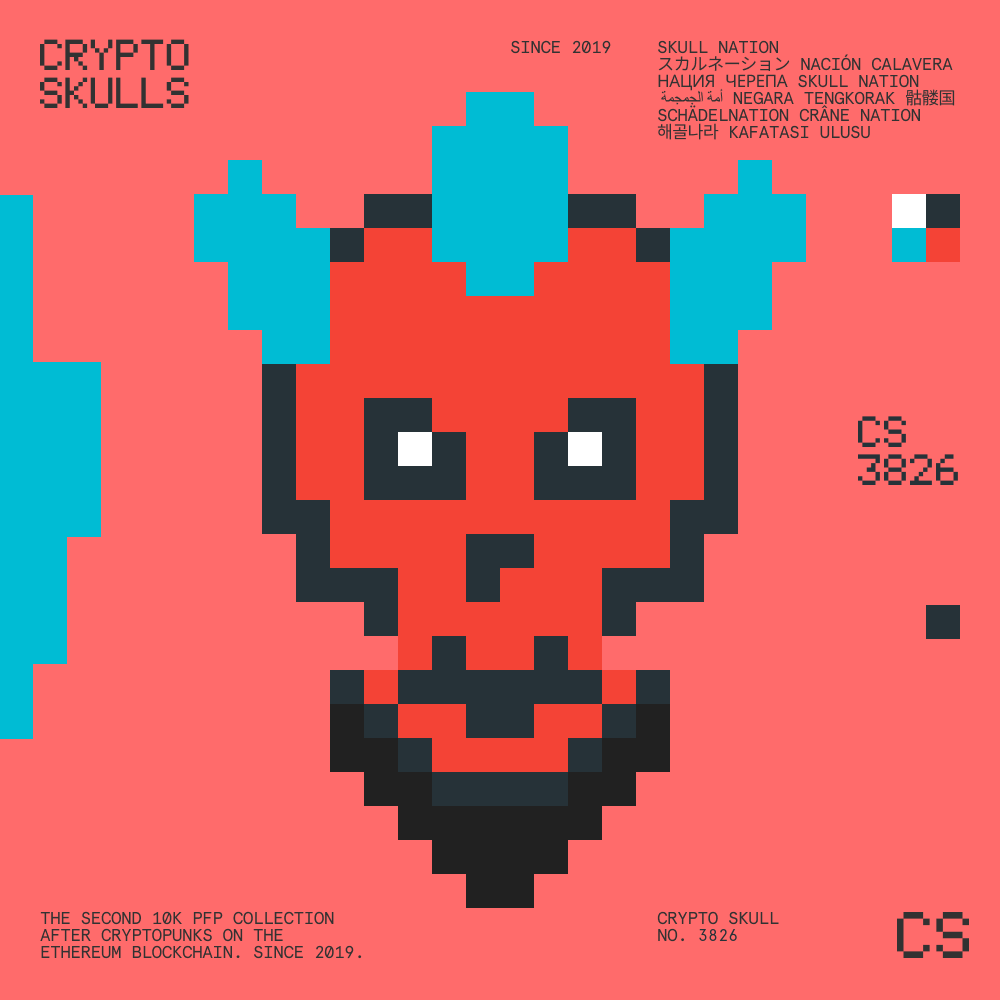 CRYPTO
SKULLS
SINCE 2019
SKULL NATION
スカルネーション NACIÓN CALAVERA
НАЦИЯ ЧЕРЕПА SKULL NATION
أمة الجمجمة NEGARA TENGKORAK 骷髅国
SCHÄDELNATION CRÂNE NATION
해골나라 KAFATASI ULUSU
CS
3826
THE SECOND 10K PFP COLLECTION
AFTER CRYPTOPUNKS ON THE
ETHEREUM BLOCKCHAIN. SINCE 2019.
CRYPTO SKULL
NO. 3826
CS